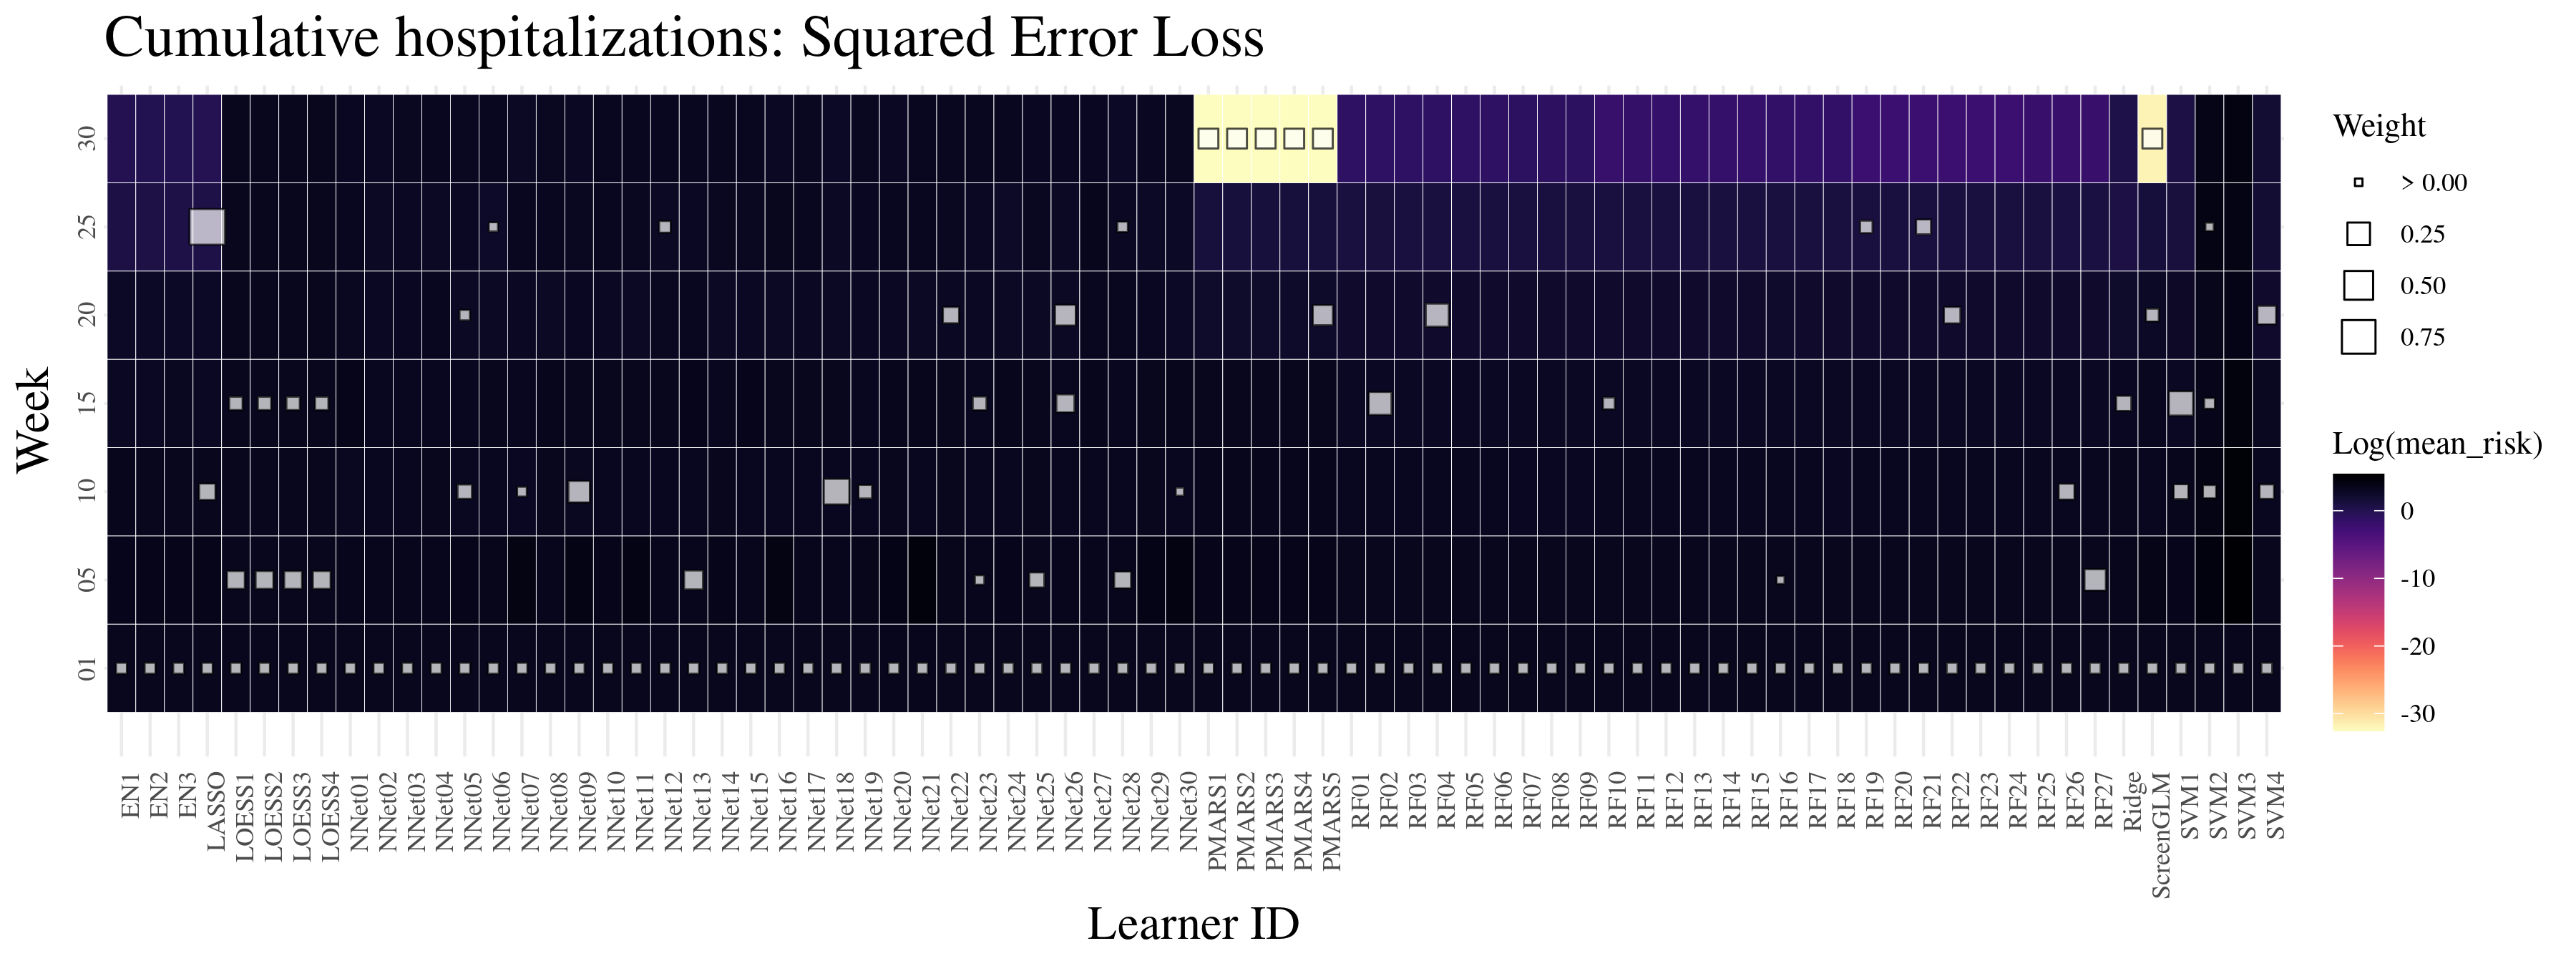 Cumulative hospitalizations: Squared Error Loss
Week
30
25
20
15
10
05
01
EN1
EN2
EN3
LASSO
LOESS1
LOESS2
LOESS3
LOESS4
NNet01
NNet02
NNet03
NNet04
NNet05
NNet06
NNet07
NNet08
NNet09
NNet10
NNet11
NNet12
NNet13
NNet14
NNet15
NNet16
NNet17
NNet18
NNet19
NNet20
NNet21
NNet22
NNet23
NNet24
NNet25
NNet26
NNet27
NNet28
NNet29
NNet30
PMARS1
PMARS2
PMARS3
PMARS4
PMARS5
RF01
RF02
RF03
RF04
RF05
RF06
RF07
RF08
RF09
RF10
RF11
RF12
RF13
RF14
RF15
RF16
RF17
RF18
RF19
RF20
RF21
RF22
RF23
RF24
RF25
RF26
RF27
Ridge
ScreenGLM
SVM1
SVM2
SVM3
SVM4
Learner ID
Weight
> 0.00
0.25
0.50
0.75
Log(mean_risk)
0
-10
-20
-30